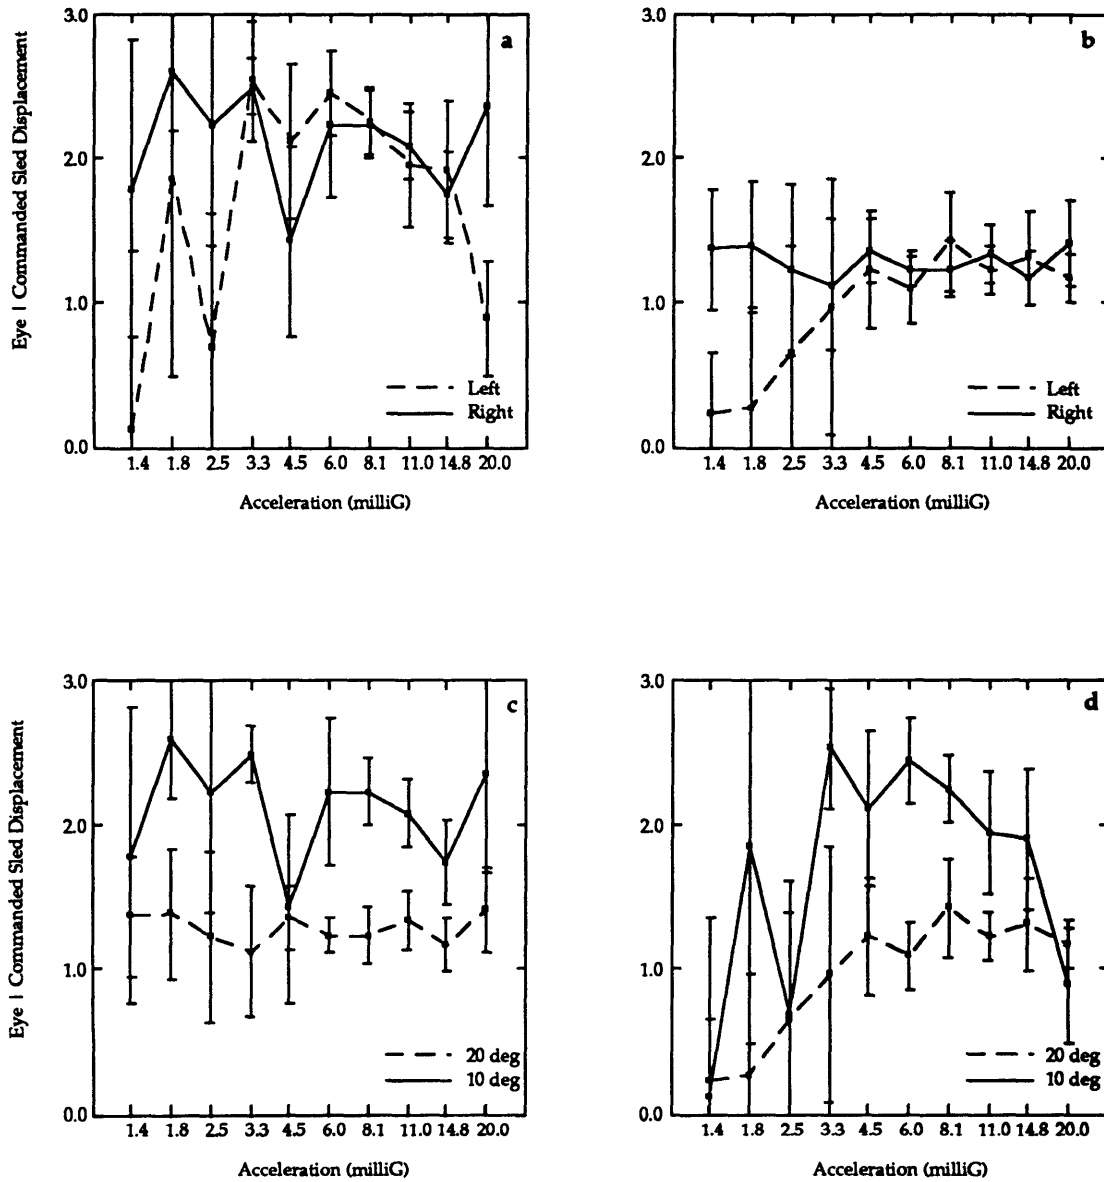 3.0
a
Eye | Commanded Sled Displacement
2.0
1.0
Left
Right
0.0
1.4 1.8 2.5 3.3 4.5 6.0 8.1 11.0 14.8 20.0
Acceleration (milliG)
3.0
b
2.0
1.0
Left
Right
0.0
1.4 1.8 2.5 3.3 4.5 6.0 8.1 11.0 14.8 20.0
Acceleration (milliG)
3.0
c
Eye | Commanded Sled Displacement
2.0
1.0
20 deg
10 deg
0.0
1.4 1.8 2.5 3.3 4.5 6.0 8.1 11.0 14.8 20.0
Acceleration (milliG)
3.0
d
2.0
1.0
20 deg
10 deg
0.0
1.4 1.8 2.5 3.3 4.5 6.0 8.1 11.0 14.8 20.0
Acceleration (milliG)